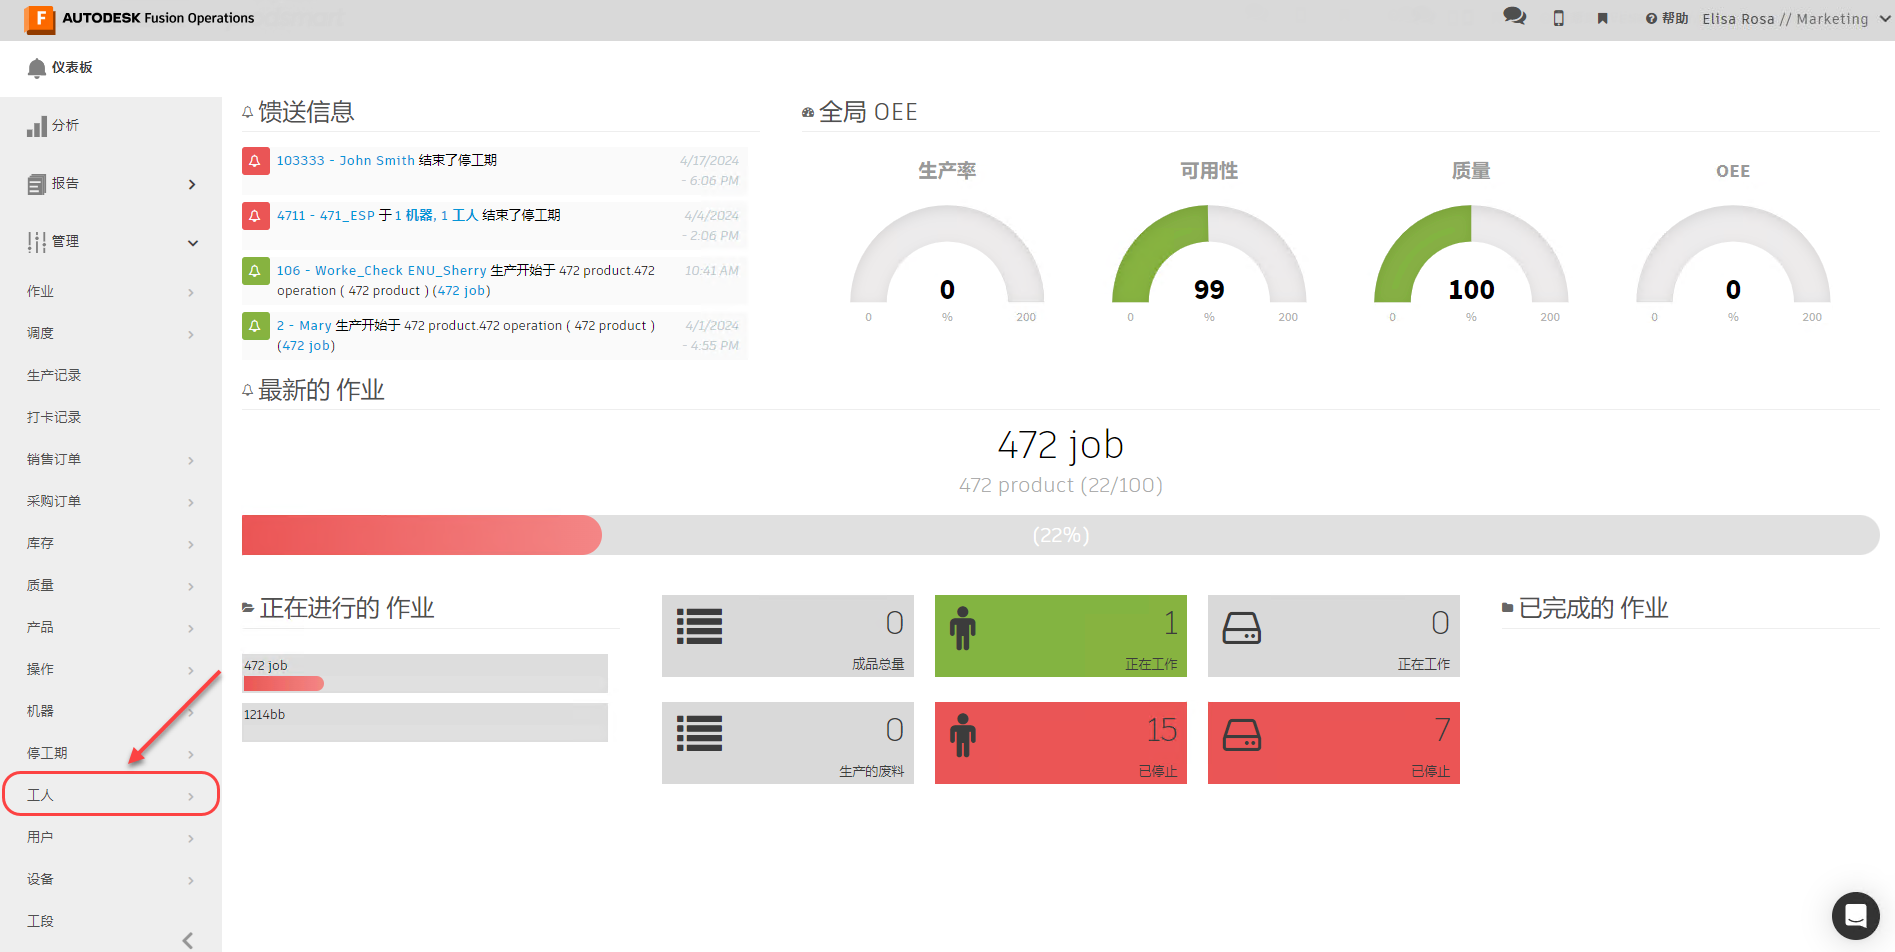 AUTODESK Fusion Operations
帮助
Elisa Rosa // Marketing
仪表板
分析
报告
管理
作业
调度
生产记录
打卡记录
销售订单
采购订单
库存
质量
产品
操作
机器
停工期
工人
用户
设备
工段
馈送信息
103333 - John Smith 结束了停工期
4/17/2024
- 6:06 PM
4711 - 471_ESP 于 1 机器, 1 工人 结束了停工期
4/4/2024
- 2:06 PM
106 - Worke_Check ENU_Sherry 生产开始于 472 product.472
operation ( 472 product ) (472 job)
10:41 AM
2 - Mary 生产开始于 472 product.472 operation ( 472 product )
(472 job)
4/1/2024
- 4:55 PM
全局 OEE
生产率
0
0 % 200
可用性
99
0 % 200
质量
100
0 % 200
OEE
0
0 % 200
最新的 作业
472 job
472 product (22/100)
(22%)
正在进行的 作业
472 job
1214bb
0
成品总量
1
正在工作
0
正在工作
0
生产的废料
15
已停止
7
已停止
已完成的 作业